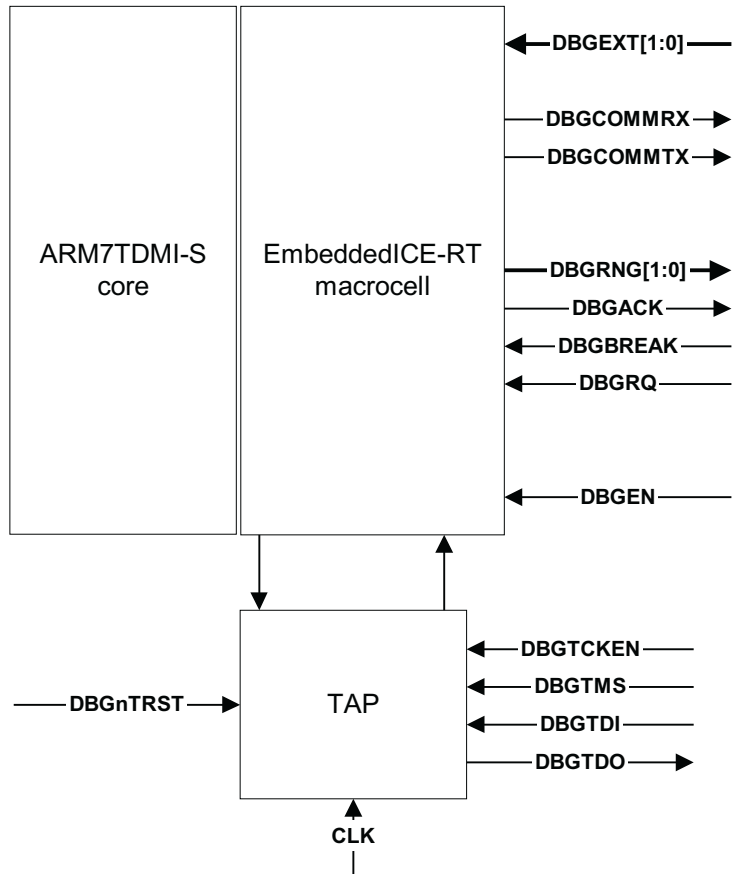 DBGEXT[1:0]
DBGCOMMRX
DBGCOMMTX
ARM7TDMI-S
core
EmbeddedICE-RT
macrocell
DBGRNG[1:0]
DBGACK
DBGBREAK
DBGRQ
DBGEN
DBGTCKEN
DBGTMS
DBGnTRST
TAP
DBGTDI
DBGTDO
CLK